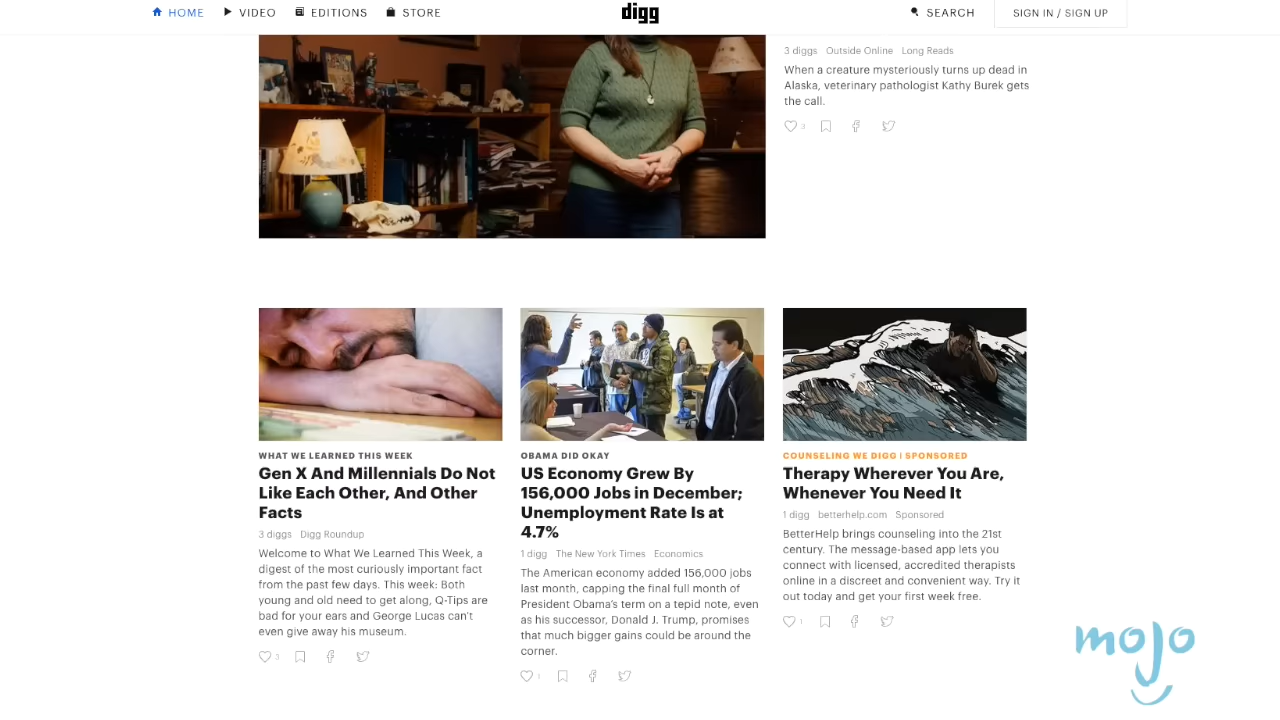 HOME VIDEO EDITIONS STORE digg SEARCH SIGN IN / SIGN UP
3 diggs Outside Online Long Reads
When a creature mysteriously turns up dead in
Alaska, veterinary pathologist Kathy Burek gets
the call.
3
WHAT WE LEARNED THIS WEEK
Gen X And Millennials Do Not
Like Each Other, And Other
Facts
3 diggs Digg Roundup
Welcome to What We Learned This Week, a
digest of the most curiously important fact
from the past few days. This week: Both
young and old need to get along, Q-Tips are
bad for your ears and George Lucas can't
even give away his museum.
3
OBAMA DID OKAY
US Economy Grew By
156,000 Jobs in December;
Unemployment Rate Is at
4.7%
1 digg The New York Times Economics
The American economy added 156,000 jobs
last month, capping the final full month of
President Obama's term on a tepid note, even
as his successor, Donald J. Trump, promises
that much bigger gains could be around the
corner.
1
COUNSELING WE DIGG | SPONSORED
Therapy Wherever You Are,
Whenever You Need It
1 digg betterhelp.com Sponsored
BetterHelp brings counseling into the 21st
century. The message-based app lets you
connect with licensed, accredited therapists
online in a discreet and convenient way. Try it
out today and get your first week free.
1
mojo